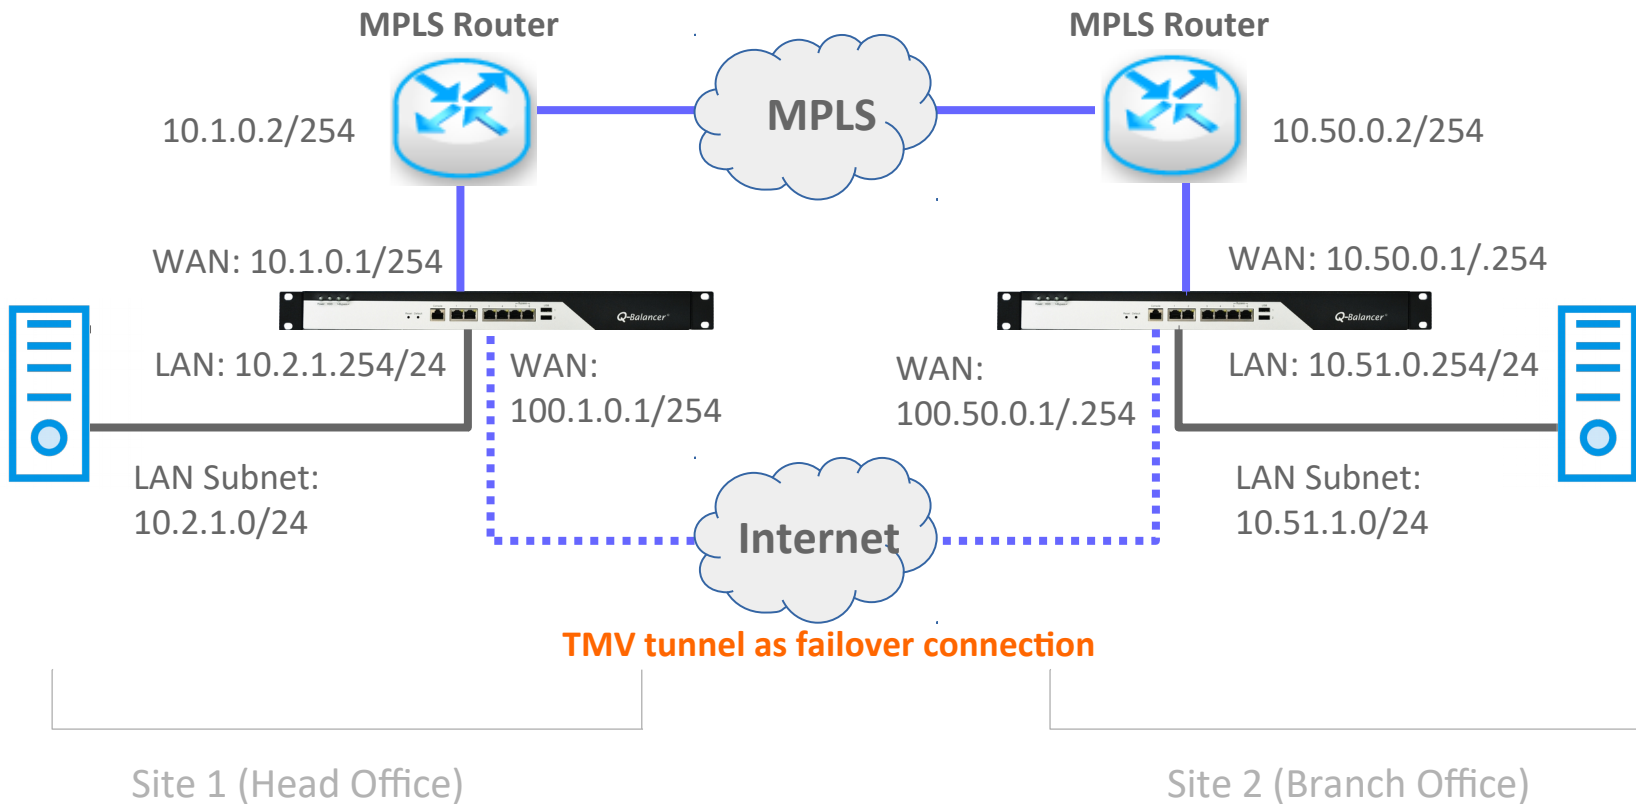 MPLS Router
MPLS Router
MPLS
10.1.0.2/254
10.50.0.2/254
WAN: 10.1.0.1/254
WAN: 10.50.0.1/.254
Q-Balancer
Q-Balancer
LAN: 10.2.1.254/24
WAN:
100.1.0.1/254
WAN:
100.50.0.1/.254
LAN: 10.51.0.254/24
LAN Subnet:
10.2.1.0/24
LAN Subnet:
10.51.1.0/24
Internet
TMV tunnel as failover connection
Site 1 (Head Office)
Site 2 (Branch Office)